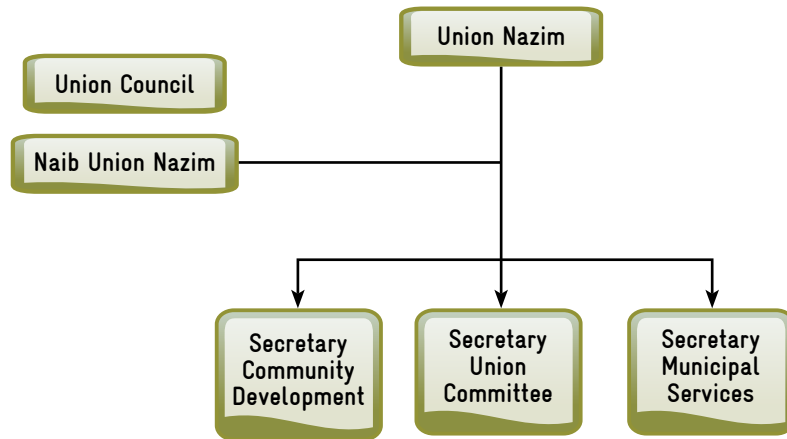 Union Nazim
Union Council
Naib Union Nazim
Secretary
Community
Development
Secretary
Union
Committee
Secretary
Municipal
Services